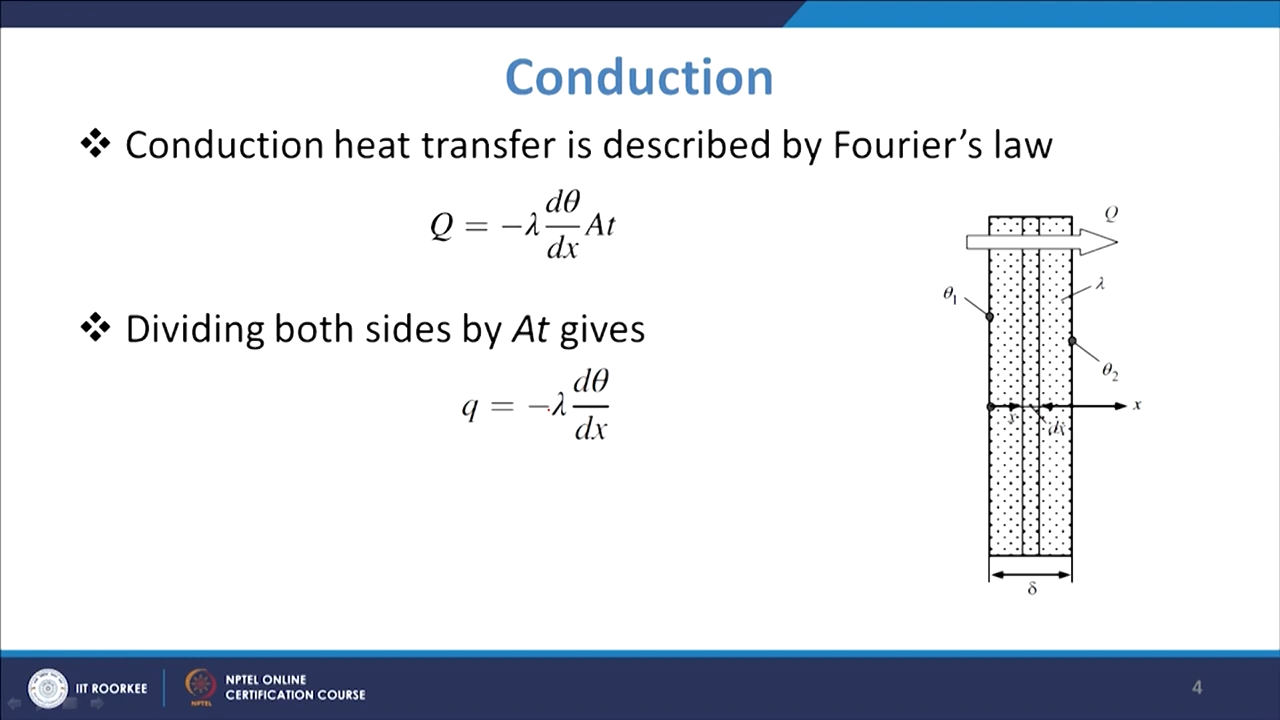 Conduction
❖ Conduction heat transfer is described by Fourier’s law
Q = −λ dθ/dx At
❖ Dividing both sides by At gives
q = −λ dθ/dx
Q
λ
θ₁
θ₂
x
x
dx
δ
IIT ROORKEE
NPTEL
NPTEL ONLINE
CERTIFICATION COURSE
4